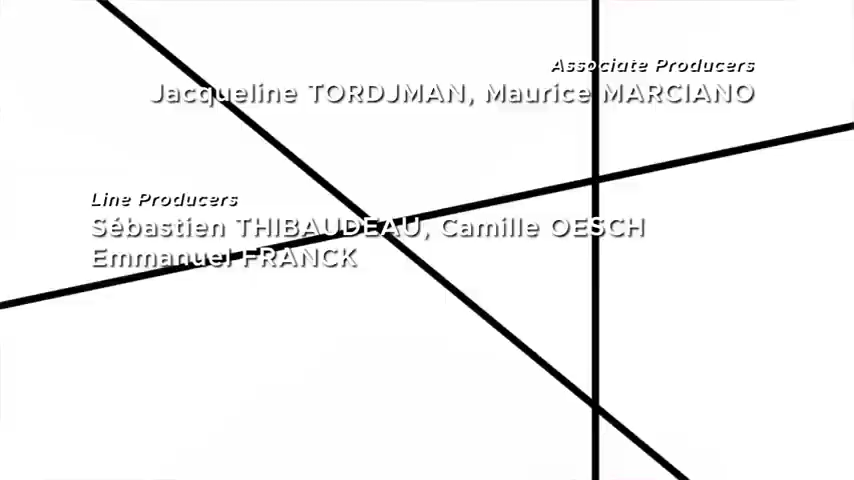 Associate Producers
Jacqueline TORDJMAN, Maurice MARCIANO
Line Producers
Sébastien THIBAUDEAU, Camille OESCH
Emmanuel FRANCK